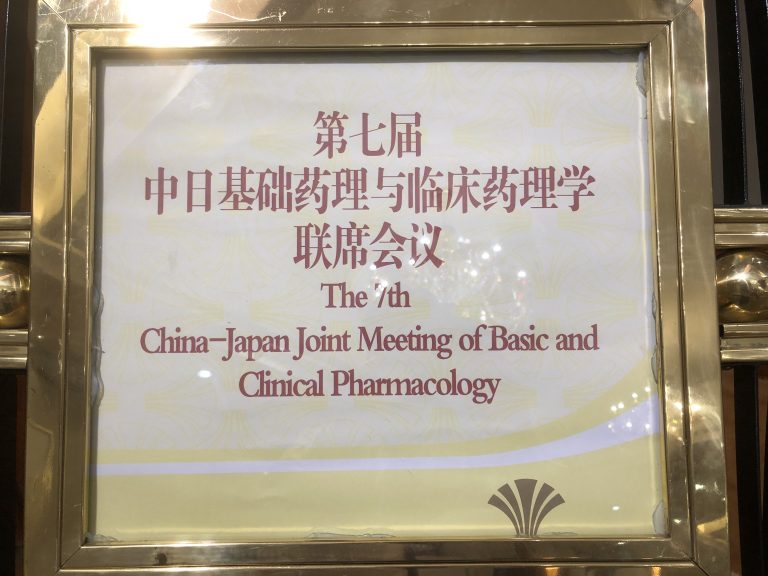 第七届
中日基础药理与临床药理学
联席会议
The 7th
China-Japan Joint Meeting of Basic and
Clinical Pharmacology